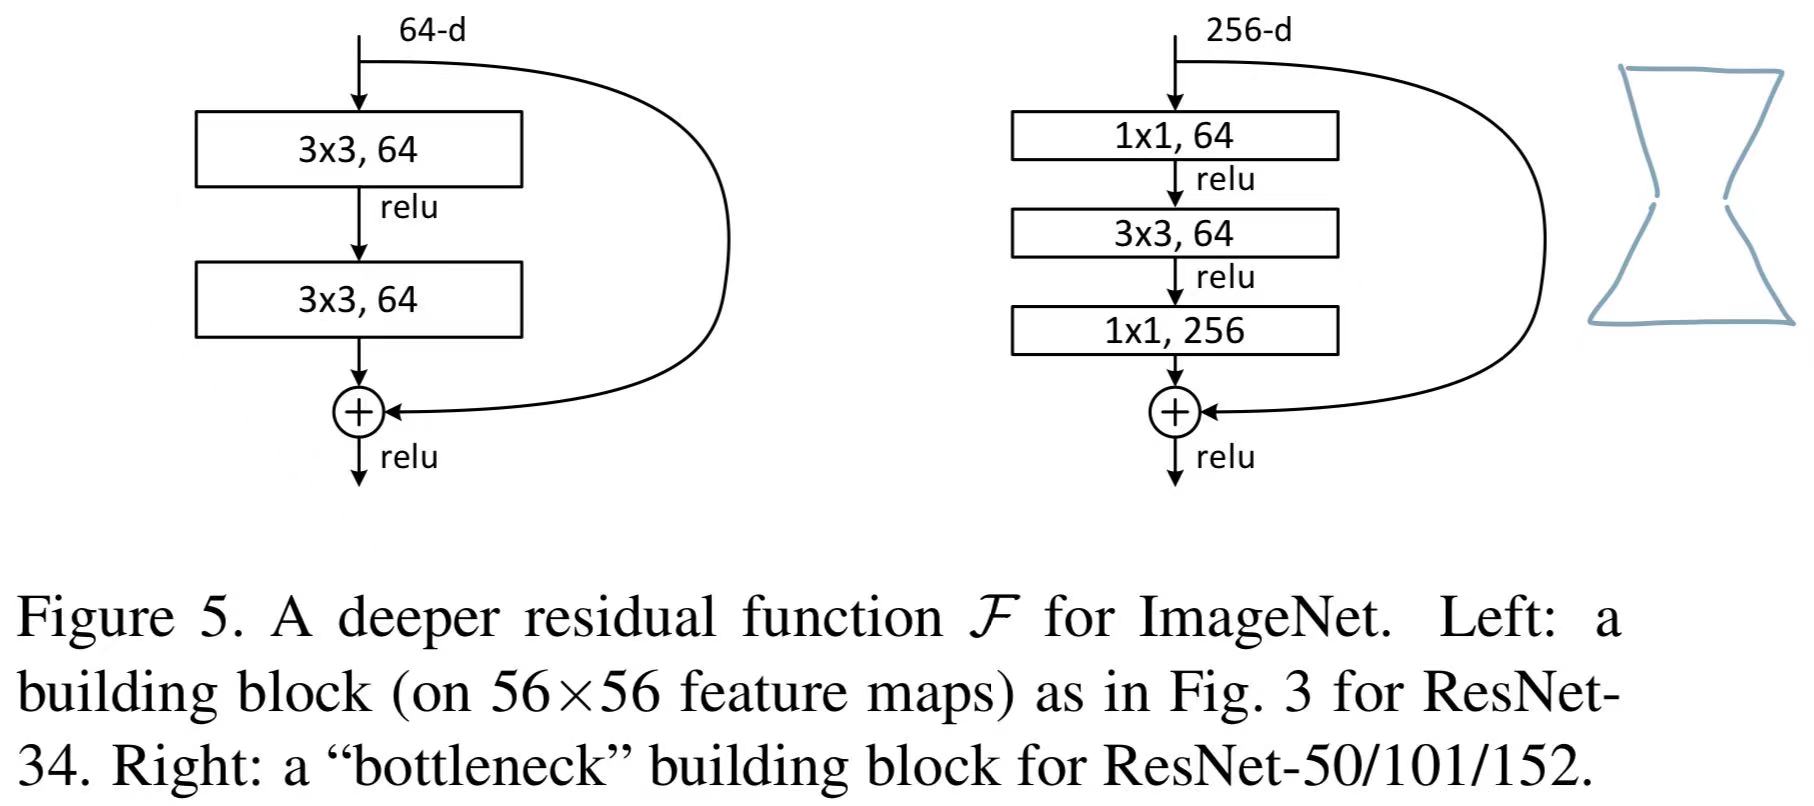 64-d
3x3, 64
relu
3x3, 64
+
relu
256-d
1x1, 64
relu
3x3, 64
relu
1x1, 256
+
relu
Figure 5. A deeper residual function ℱ for ImageNet. Left: a
building block (on 56×56 feature maps) as in Fig. 3 for ResNet-
34. Right: a “bottleneck” building block for ResNet-50/101/152.